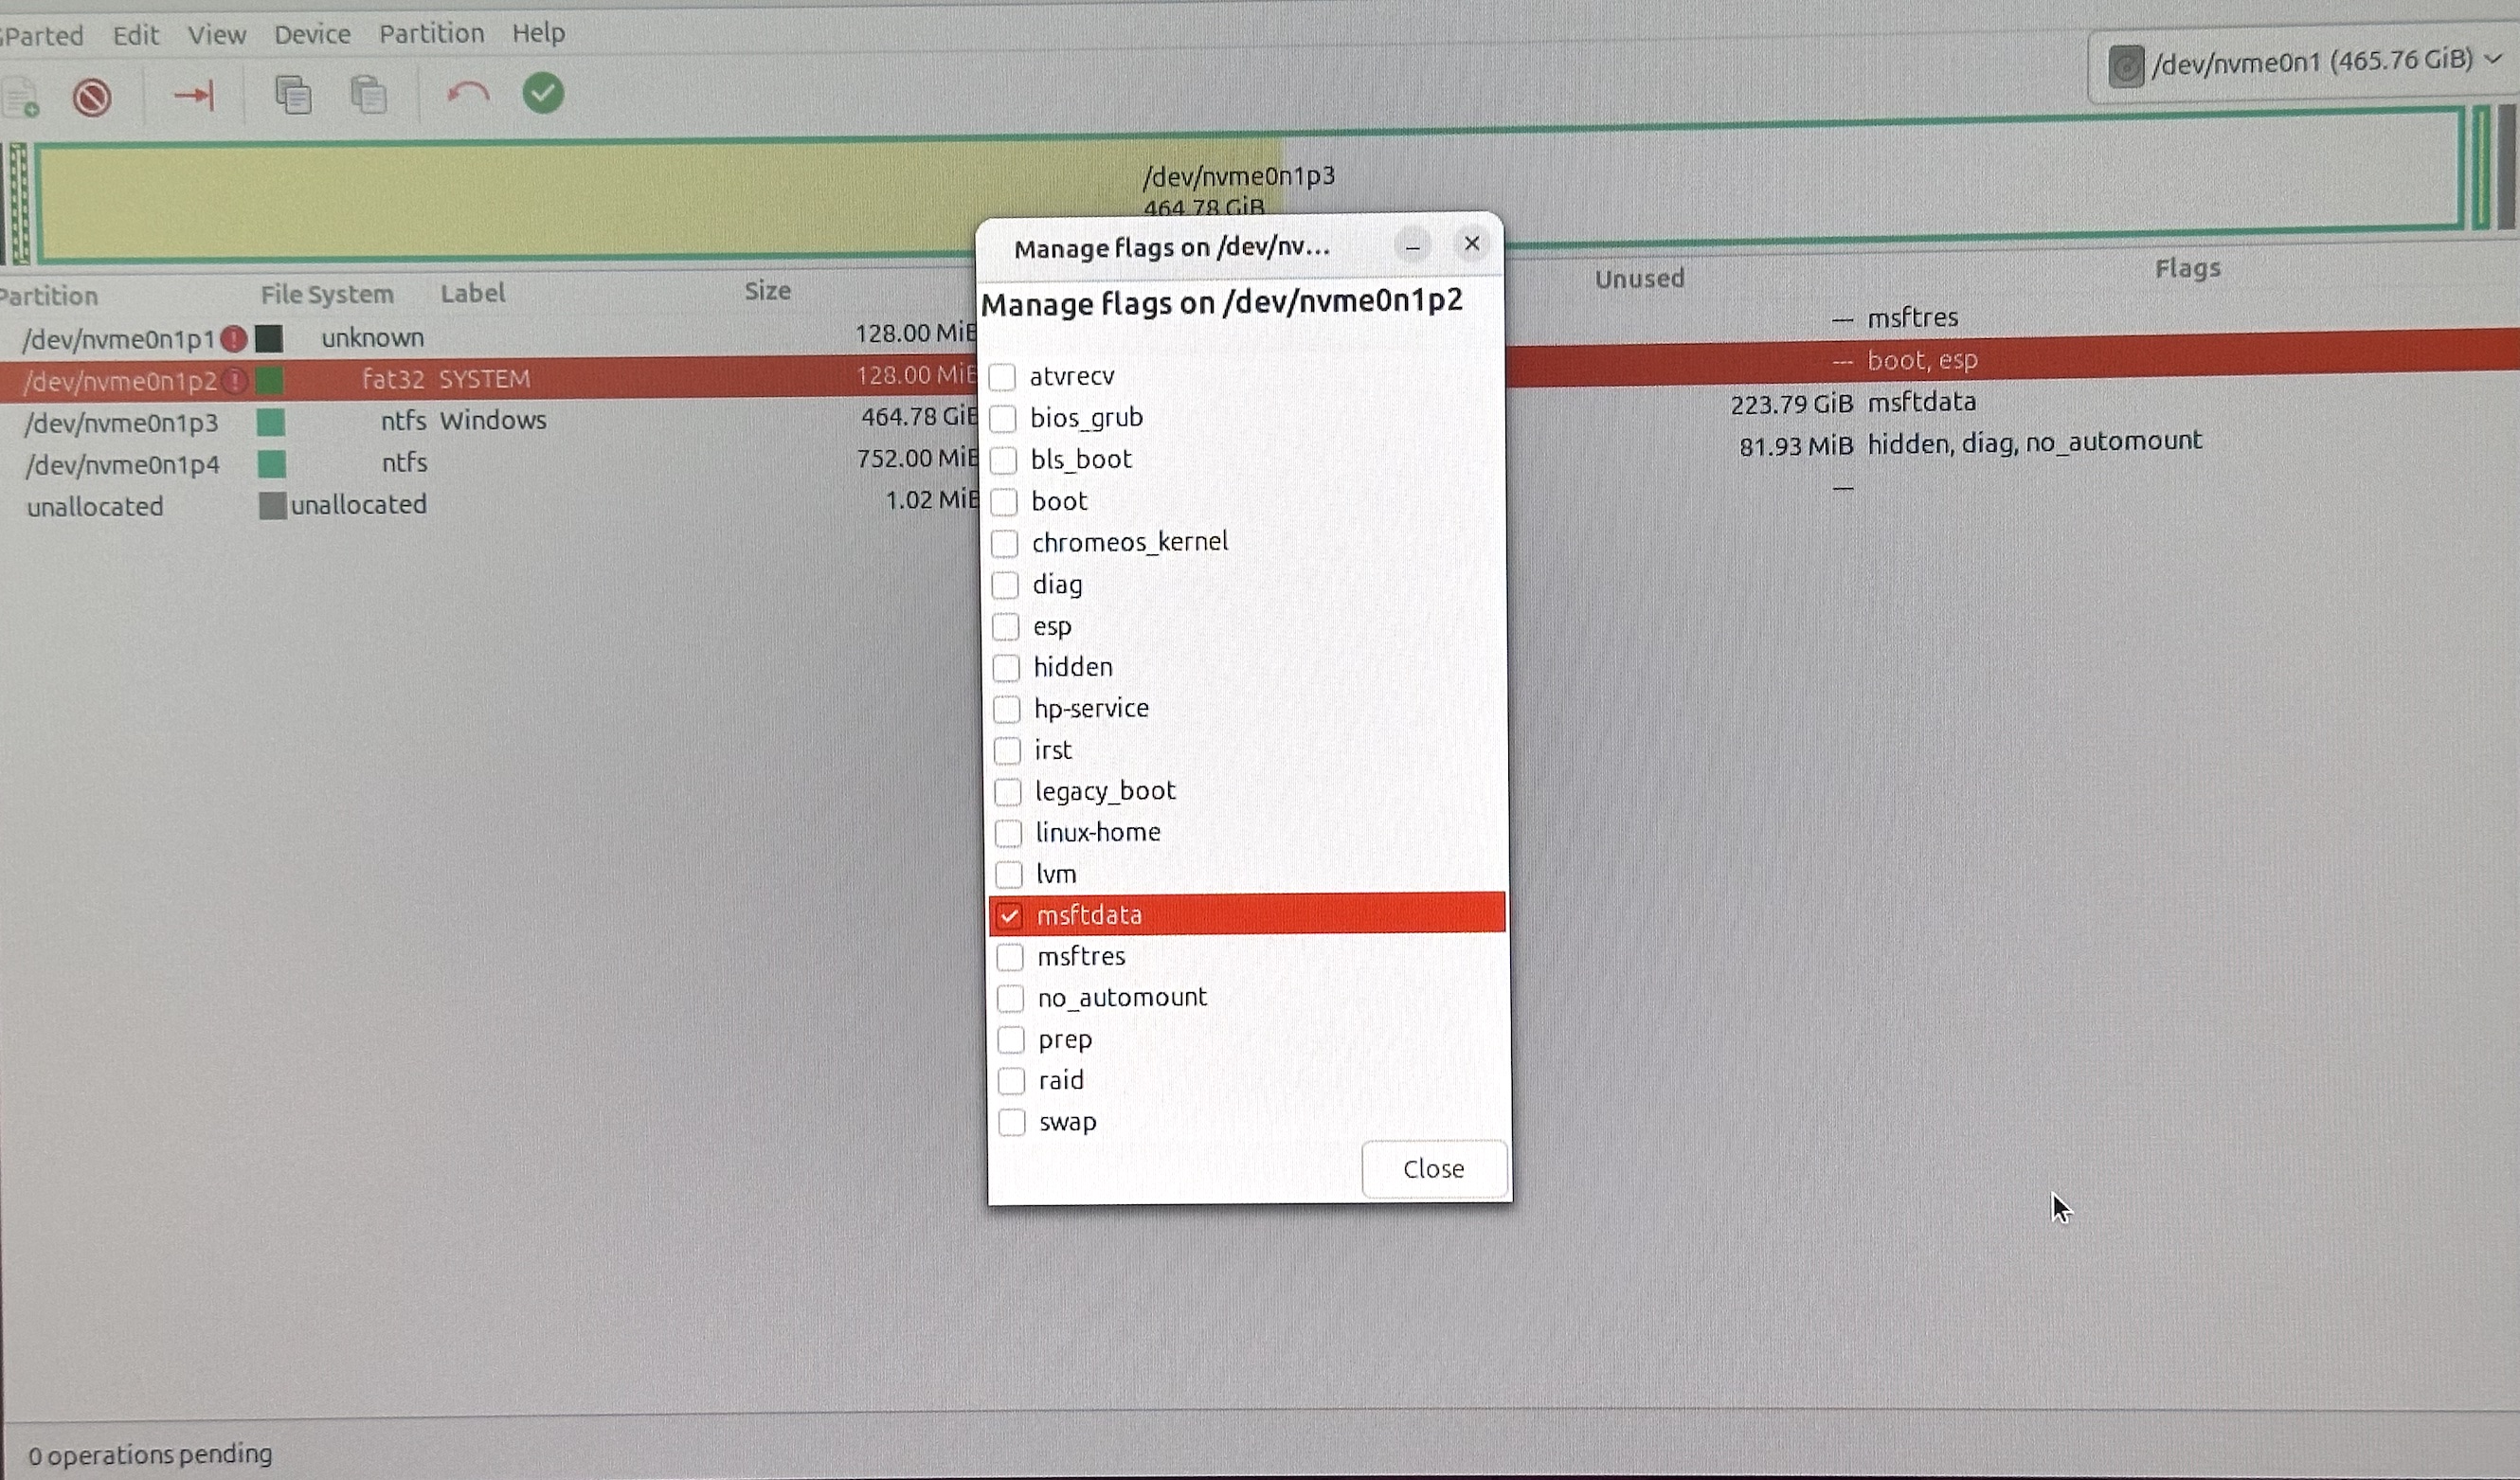 GParted Edit View Device Partition Help
/dev/nvme0n1 (465.76 GiB)
/dev/nvme0n1p3
464.78 GiB
Partition File System Label Size Unused Flags
/dev/nvme0n1p1 unknown 128.00 MiB — msftres
/dev/nvme0n1p2 fat32 SYSTEM 128.00 MiB — boot, esp
/dev/nvme0n1p3 ntfs Windows 464.78 GiB 223.79 GiB msftdata
/dev/nvme0n1p4 ntfs 752.00 MiB 81.93 MiB hidden, diag, no_automount
unallocated unallocated 1.02 MiB —
Manage flags on /dev/nv...
Manage flags on /dev/nvme0n1p2
atvrecv
bios_grub
bls_boot
boot
chromeos_kernel
diag
esp
hidden
hp-service
irst
legacy_boot
linux-home
lvm
msftdata
msftres
no_automount
prep
raid
swap
Close
0 operations pending